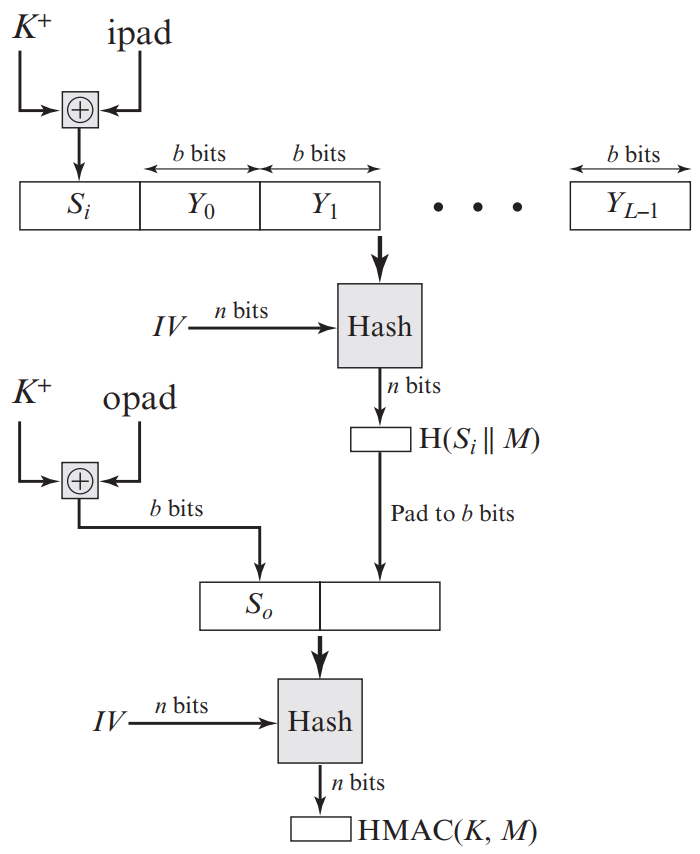 K+ ipad
⊕
b bits b bits b bits
Si Y0 Y1 • • • YL–1
IV n bits Hash
n bits
K+ opad
H(Si || M)
⊕
b bits Pad to b bits
So
IV n bits Hash
n bits
HMAC(K, M)